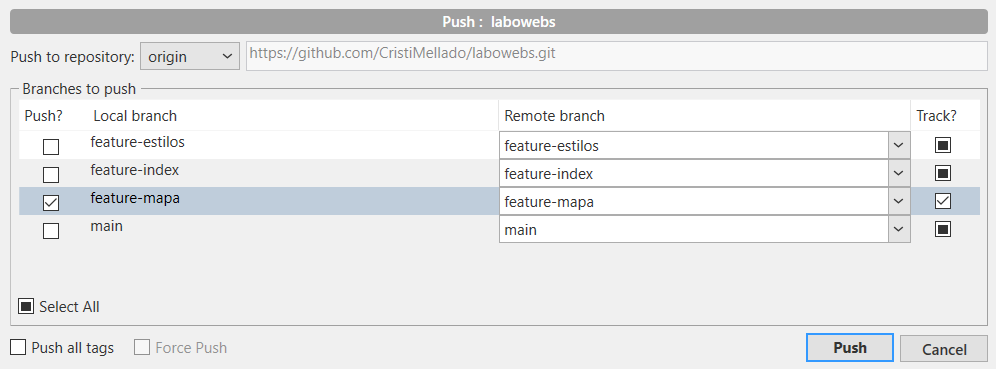 Push :  labowebs
Push to repository: origin https://github.com/CristiMellado/labowebs.git
Branches to push
Push? Local branch Remote branch Track?
feature-estilos feature-estilos
feature-index feature-index
feature-mapa feature-mapa
main main
Select All
Push all tags Force Push Push Cancel